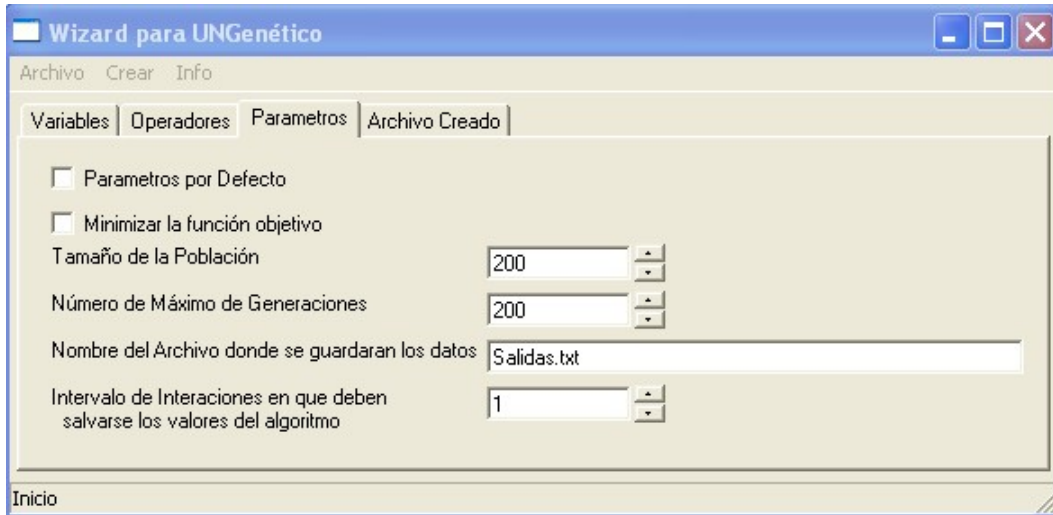 Wizard para UNGenético
Archivo Crear Info
Variables Operadores Parametros Archivo Creado
Parametros por Defecto
Minimizar la función objetivo
Tamaño de la Población 200
Número de Máximo de Generaciones 200
Nombre del Archivo donde se guardaran los datos Salidas.txt
Intervalo de Interaciones en que deben 1
salvarse los valores del algoritmo
Inicio